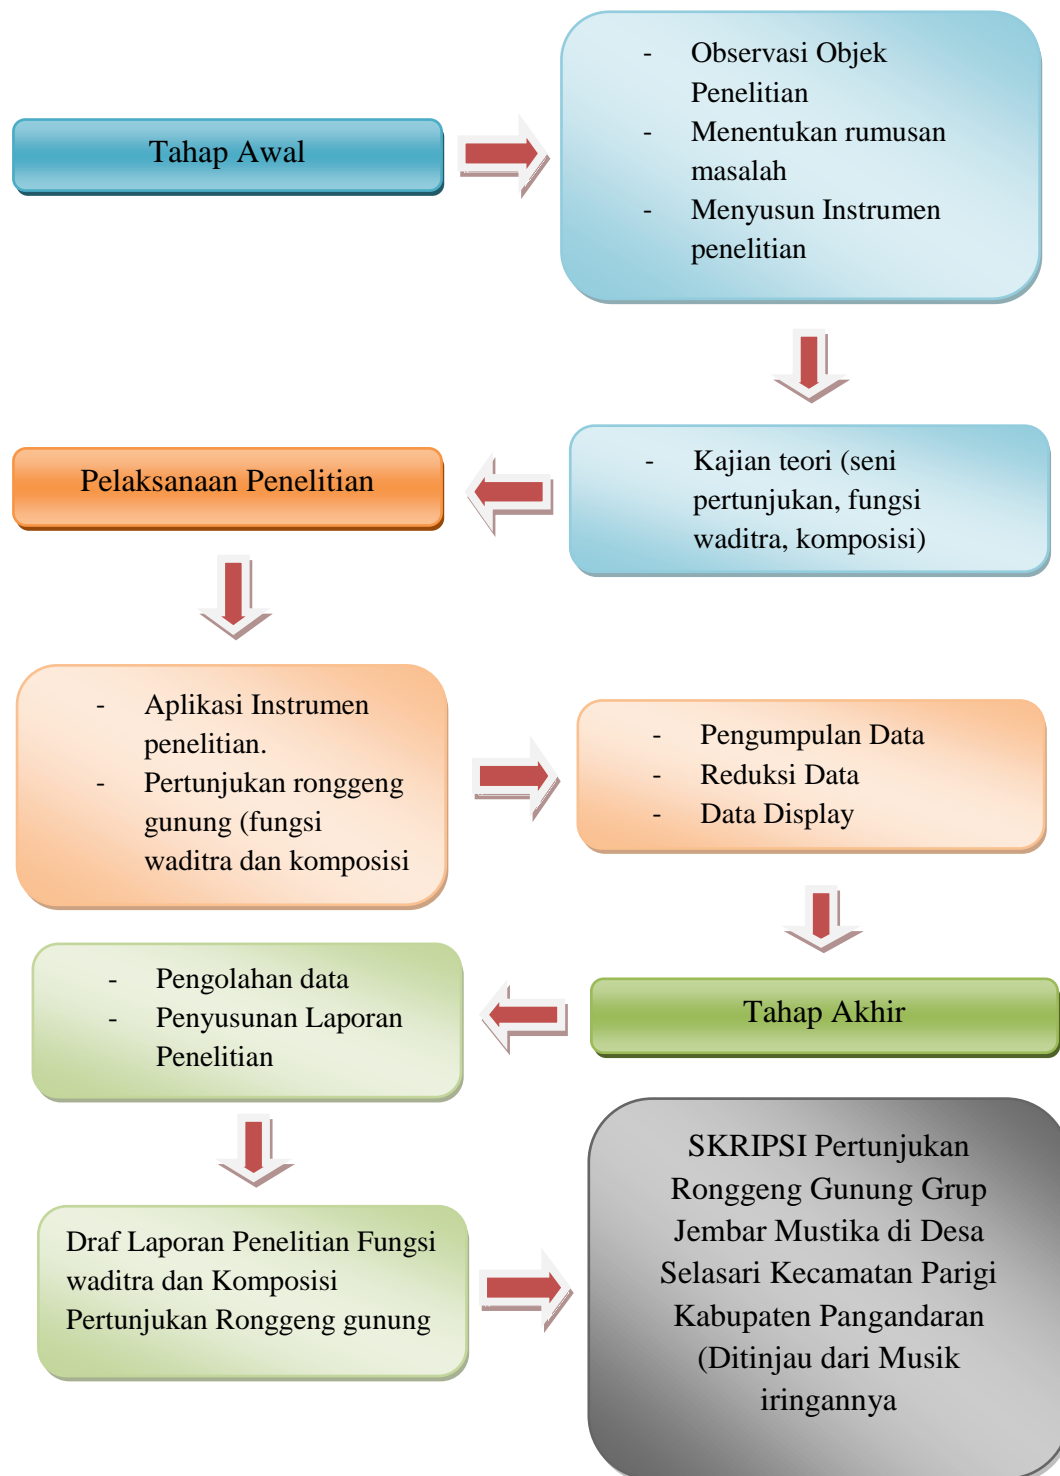 Tahap Awal
- Observasi Objek
Penelitian
- Menentukan rumusan
masalah
- Menyusun Instrumen
penelitian
- Kajian teori (seni
pertunjukan, fungsi
waditra, komposisi)
Pelaksanaan Penelitian
- Aplikasi Instrumen
penelitian.
- Pertunjukan ronggeng
gunung (fungsi
waditra dan komposisi
- Pengumpulan Data
- Reduksi Data
- Data Display
Tahap Akhir
- Pengolahan data
- Penyusunan Laporan
Penelitian
Draf Laporan Penelitian Fungsi
waditra dan Komposisi
Pertunjukan Ronggeng gunung
SKRIPSI Pertunjukan
Ronggeng Gunung Grup
Jembar Mustika di Desa
Selasari Kecamatan Parigi
Kabupaten Pangandaran
(Ditinjau dari Musik
iringannya